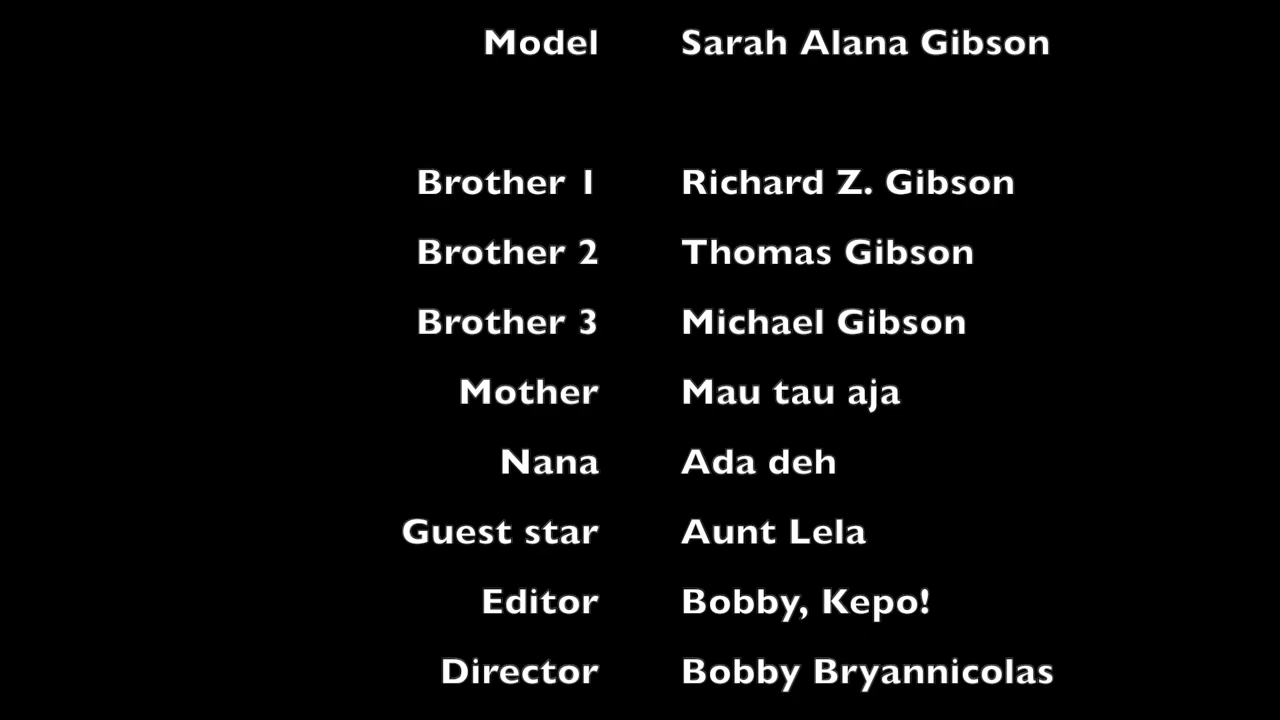 Model Sarah Alana Gibson
Brother 1 Richard Z. Gibson
Brother 2 Thomas Gibson
Brother 3 Michael Gibson
Mother Mau tau aja
Nana Ada deh
Guest star Aunt Lela
Editor Bobby, Kepo!
Director Bobby Bryannicolas